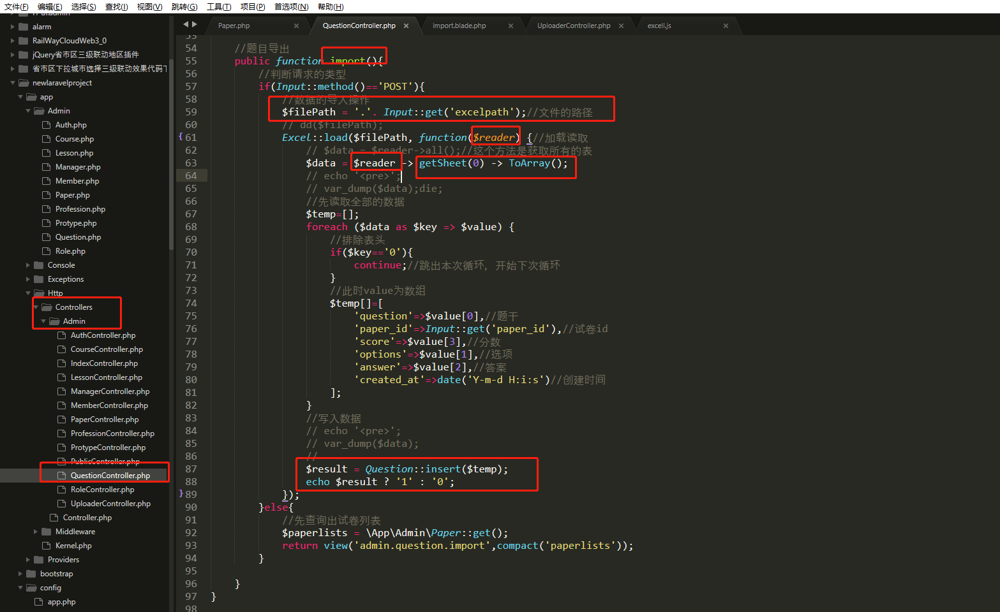 文件(F) 编辑(E) 选择(S) 查找(I) 视图(V) 跳转(G) 工具(T) 项目(P) 首选项(N) 帮助(H)
alarm
RailWayCloudWeb3_0
jQuery省市区三级联动地区插件
省市区下拉城市选择三级联动效果代码下
newlaravelproject
app
Admin
Auth.php
Course.php
Lesson.php
Manager.php
Member.php
Paper.php
Profession.php
Protype.php
Question.php
Role.php
Console
Exceptions
Http
Controllers
Admin
AuthController.php
CourseController.php
IndexController.php
LessonController.php
ManagerController.php
MemberController.php
PaperController.php
ProfessionController.php
ProtypeController.php
PublicController.php
QuestionController.php
RoleController.php
UploaderController.php
Controller.php
Middleware
Kernel.php
Providers
bootstrap
config
app.php
Paper.php × QuestionController.php × import.blade.php × UploaderController.php × excell.js ×
53
54 //题目导出
55 public function import(){
56 //判断请求的类型
57 if(Input::method()=='POST'){
58 //数据的导入操作
59 $filePath = '.'. Input::get('excelpath');//文件的路径
60 // dd($filePath);
61 Excel::load($filePath, function($reader) {//加载读取
62 // $data = $reader->all();//这个方法是获取所有的表
63 $data = $reader -> getSheet(0) -> ToArray();
64 // echo '<pre>';
65 // var_dump($data);die;
66 //先读取全部的数据
67 $temp=[];
68 foreach ($data as $key => $value) {
69 //排除表头
70 if($key=='0'){
71 continue;//跳出本次循环，开始下次循环
72 }
73 //此时value为数组
74 $temp[]=[
75 'question'=>$value[0],//题干
76 'paper_id'=>Input::get('paper_id'),//试卷id
77 'score'=>$value[3],//分数
78 'options'=>$value[1],//选项
79 'answer'=>$value[2],//答案
80 'created_at'=>date('Y-m-d H:i:s')//创建时间
81 ];
82 }
83 //写入数据
84 // echo '<pre>';
85 // var_dump($data);
86 //
87 $result = Question::insert($temp);
88 echo $result ? '1' : '0';
89 });
90 }else{
91 //先查询出试卷列表
92 $paperlists = \App\Admin\Paper::get();
93 return view('admin.question.import',compact('paperlists'));
94 }
95
96 }
97 }
98